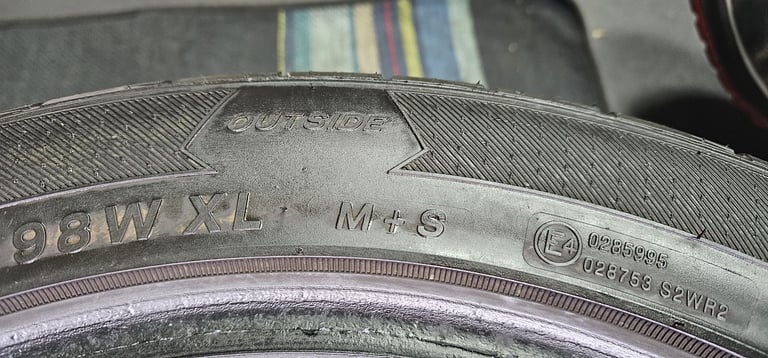 OUTSIDE
98W XL M+S
E4 0285995
028753 S2WR2